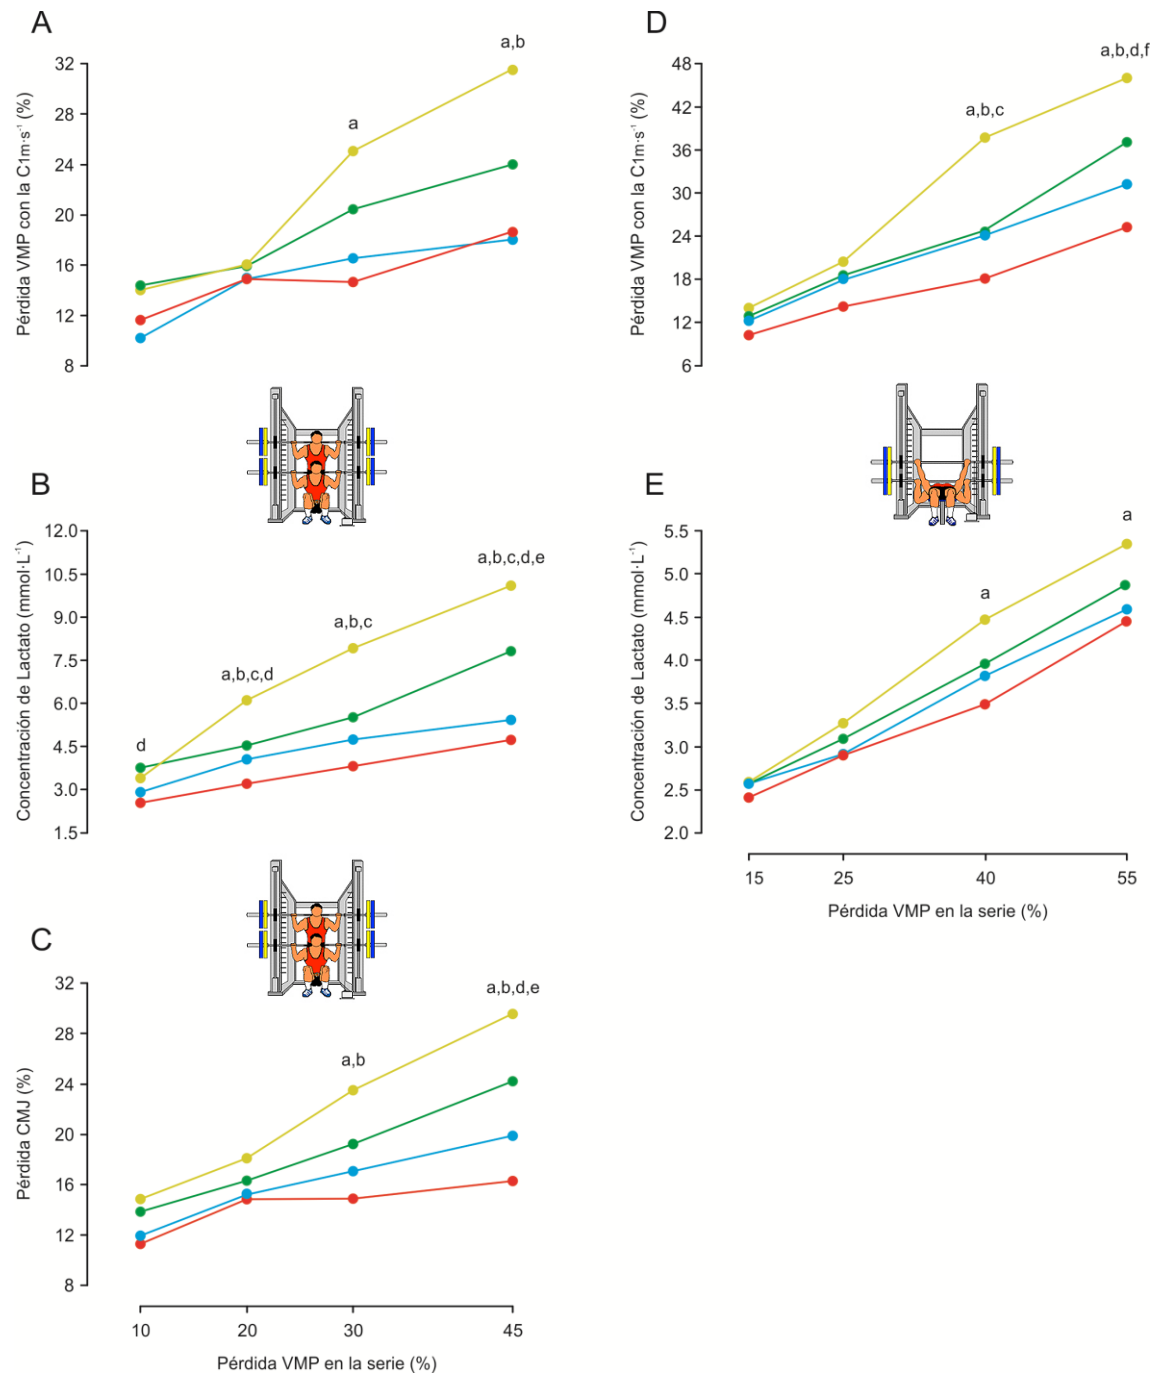 A
a,b
32
28
24
20
16
12
8
a
Pérdida VMP con la C1m·s⁻¹ (%)
D
a,b,d,f
48
42
36
30
24
18
12
6
a,b,c
Pérdida VMP con la C1m·s⁻¹ (%)
B
12.0
10.5
9.0
7.5
6.0
4.5
3.0
1.5
d
a,b,c,d
a,b,c
a,b,c,d,e
Concentración de Lactato (mmol·L⁻¹)
E
5.5
5.0
4.5
4.0
3.5
3.0
2.5
2.0
a
a
Concentración de Lactato (mmol·L⁻¹)
15 25 40 55
Pérdida VMP en la serie (%)
C
32
28
24
20
16
12
8
a,b
a,b,d,e
Pérdida CMJ (%)
10 20 30 45
Pérdida VMP en la serie (%)